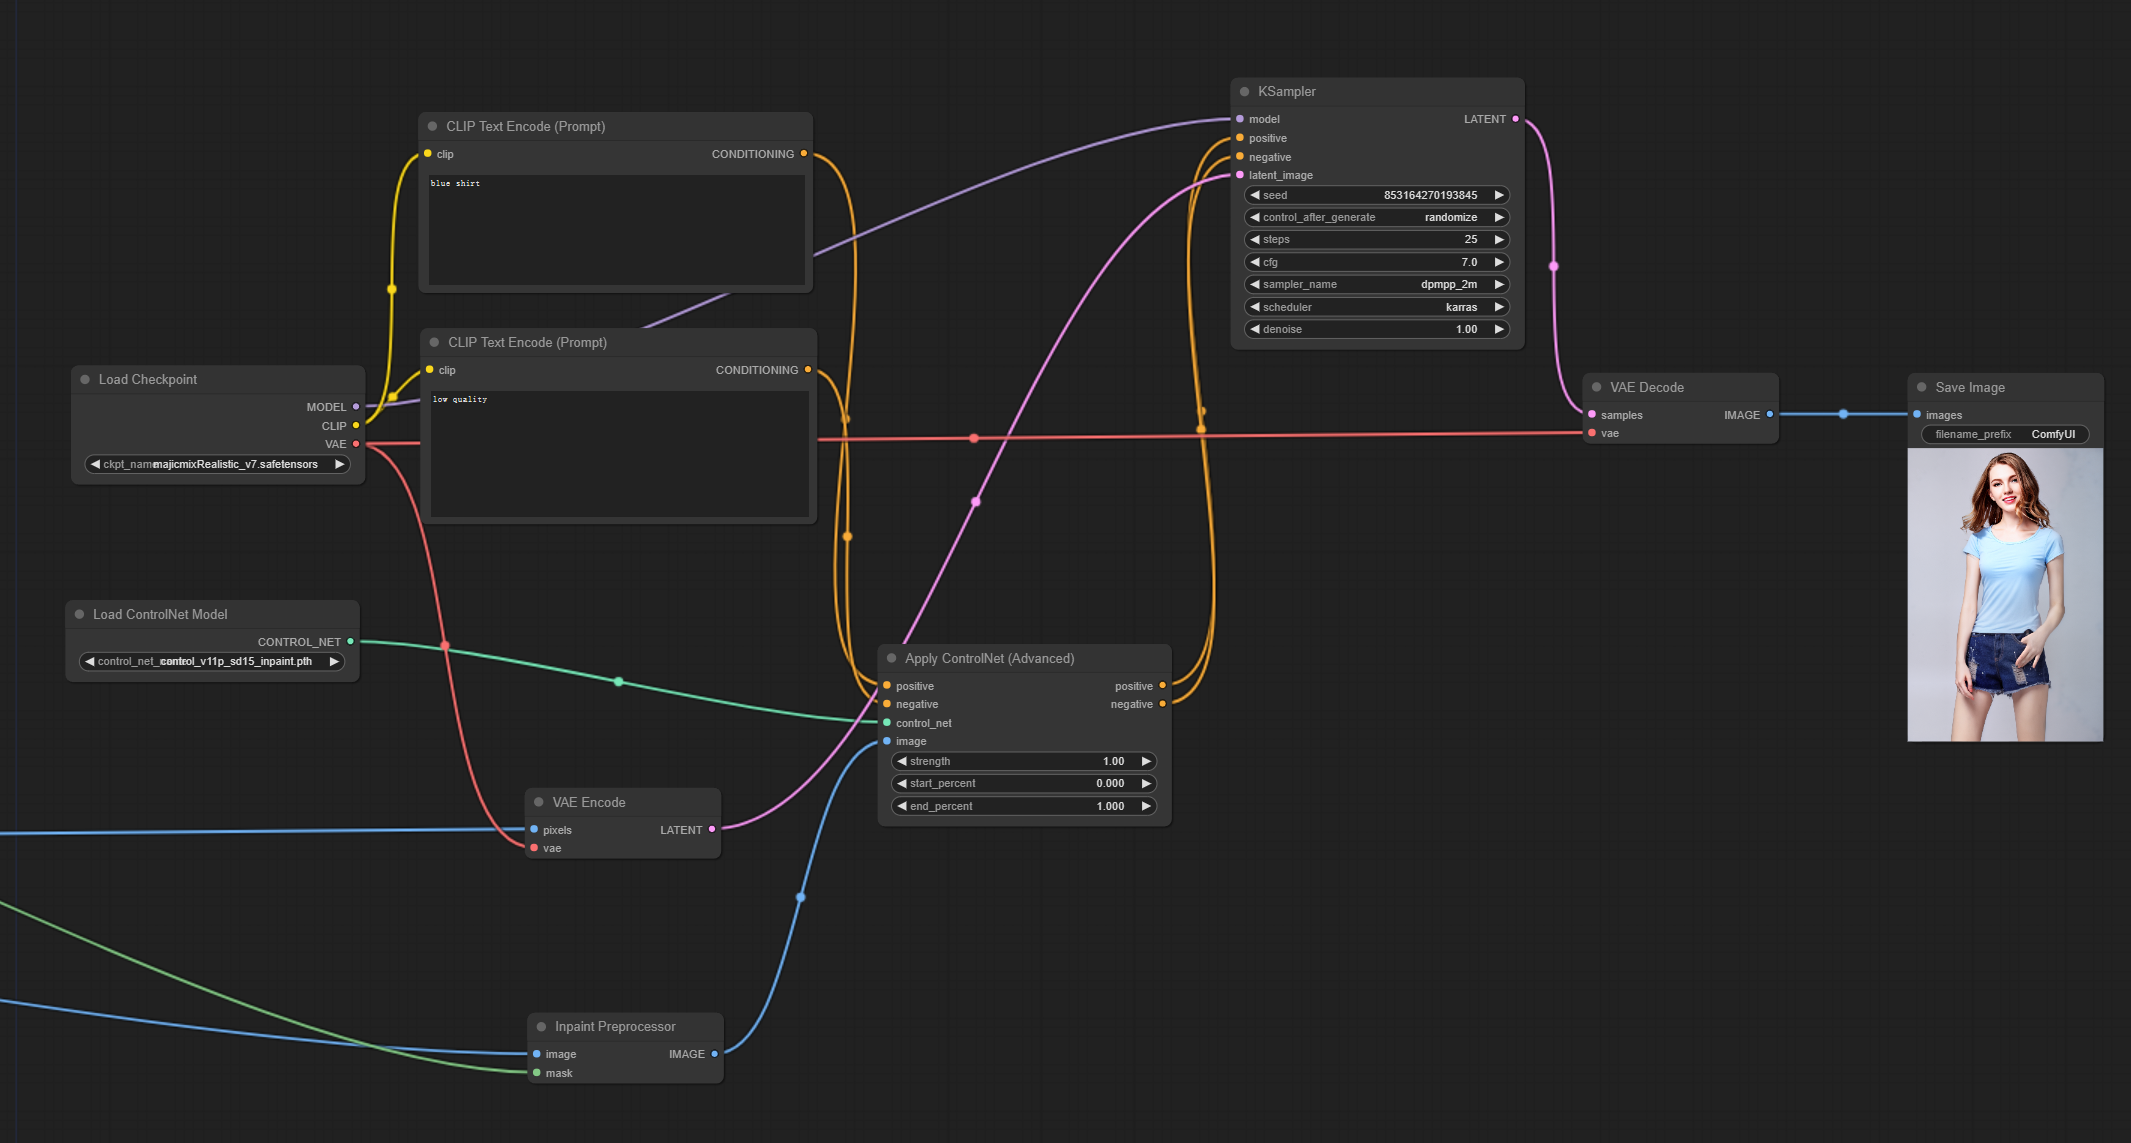 CLIP Text Encode (Prompt)
clip
CONDITIONING
blue shirt
CLIP Text Encode (Prompt)
clip
CONDITIONING
low quality
Load Checkpoint
MODEL
CLIP
VAE
ckpt_name majicmixRealistic_v7.safetensors
Load ControlNet Model
CONTROL_NET
control_net_name control_v11p_sd15_inpaint.pth
VAE Encode
pixels LATENT
vae
Inpaint Preprocessor
image IMAGE
mask
Apply ControlNet (Advanced)
positive positive
negative negative
control_net
image
strength 1.00
start_percent 0.000
end_percent 1.000
KSampler
model LATENT
positive
negative
latent_image
seed 853164270193845
control_after_generate randomize
steps 25
cfg 7.0
sampler_name dpmpp_2m
scheduler karras
denoise 1.00
VAE Decode
samples IMAGE
vae
Save Image
images
filename_prefix ComfyUI